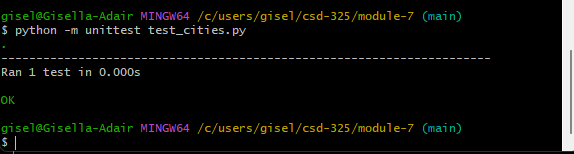 gisel@Gisella-Adair MINGW64 /c/users/gisel/csd-325/module-7 (main)
$ python -m unittest test_cities.py
.
----------------------------------------------------------------------
Ran 1 test in 0.000s
OK
gisel@Gisella-Adair MINGW64 /c/users/gisel/csd-325/module-7 (main)
$